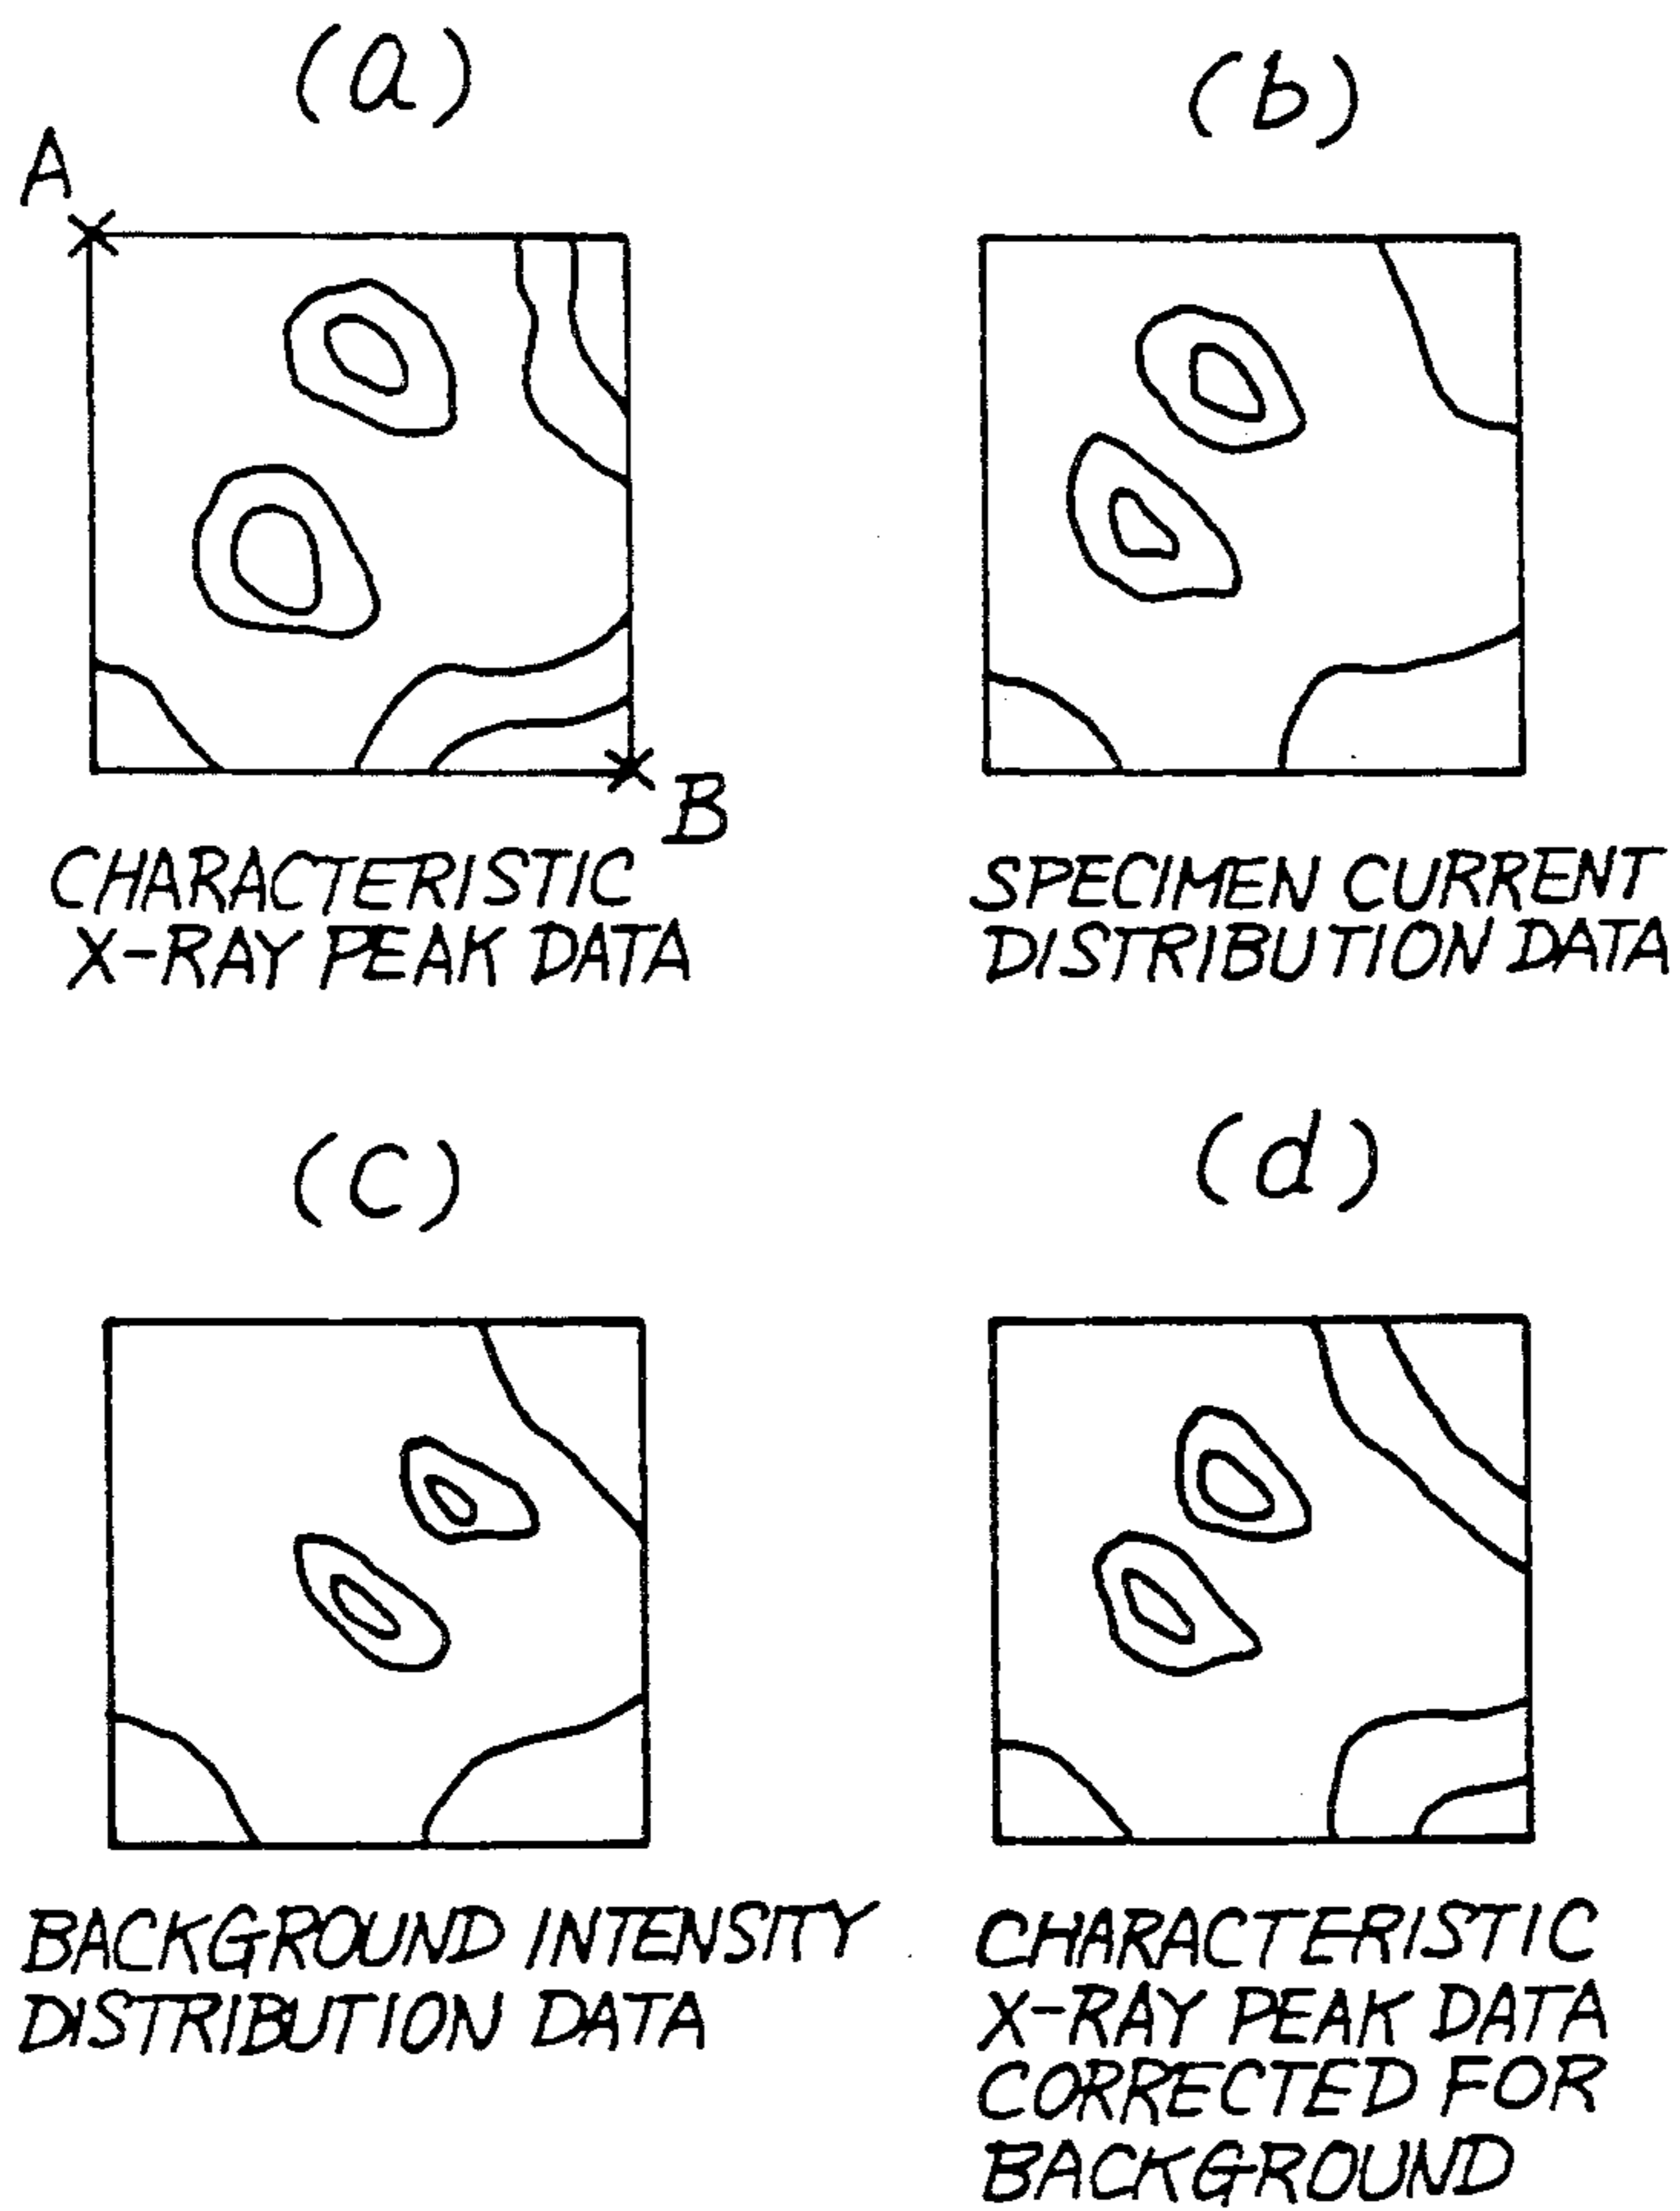 (a)
(b)
A
B
CHARACTERISTIC
X-RAY PEAK DATA
SPECIMEN CURRENT
DISTRIBUTION DATA
(c)
(d)
BACKGROUND INTENSITY
DISTRIBUTION DATA
CHARACTERISTIC
X-RAY PEAK DATA
CORRECTED FOR
BACKGROUND